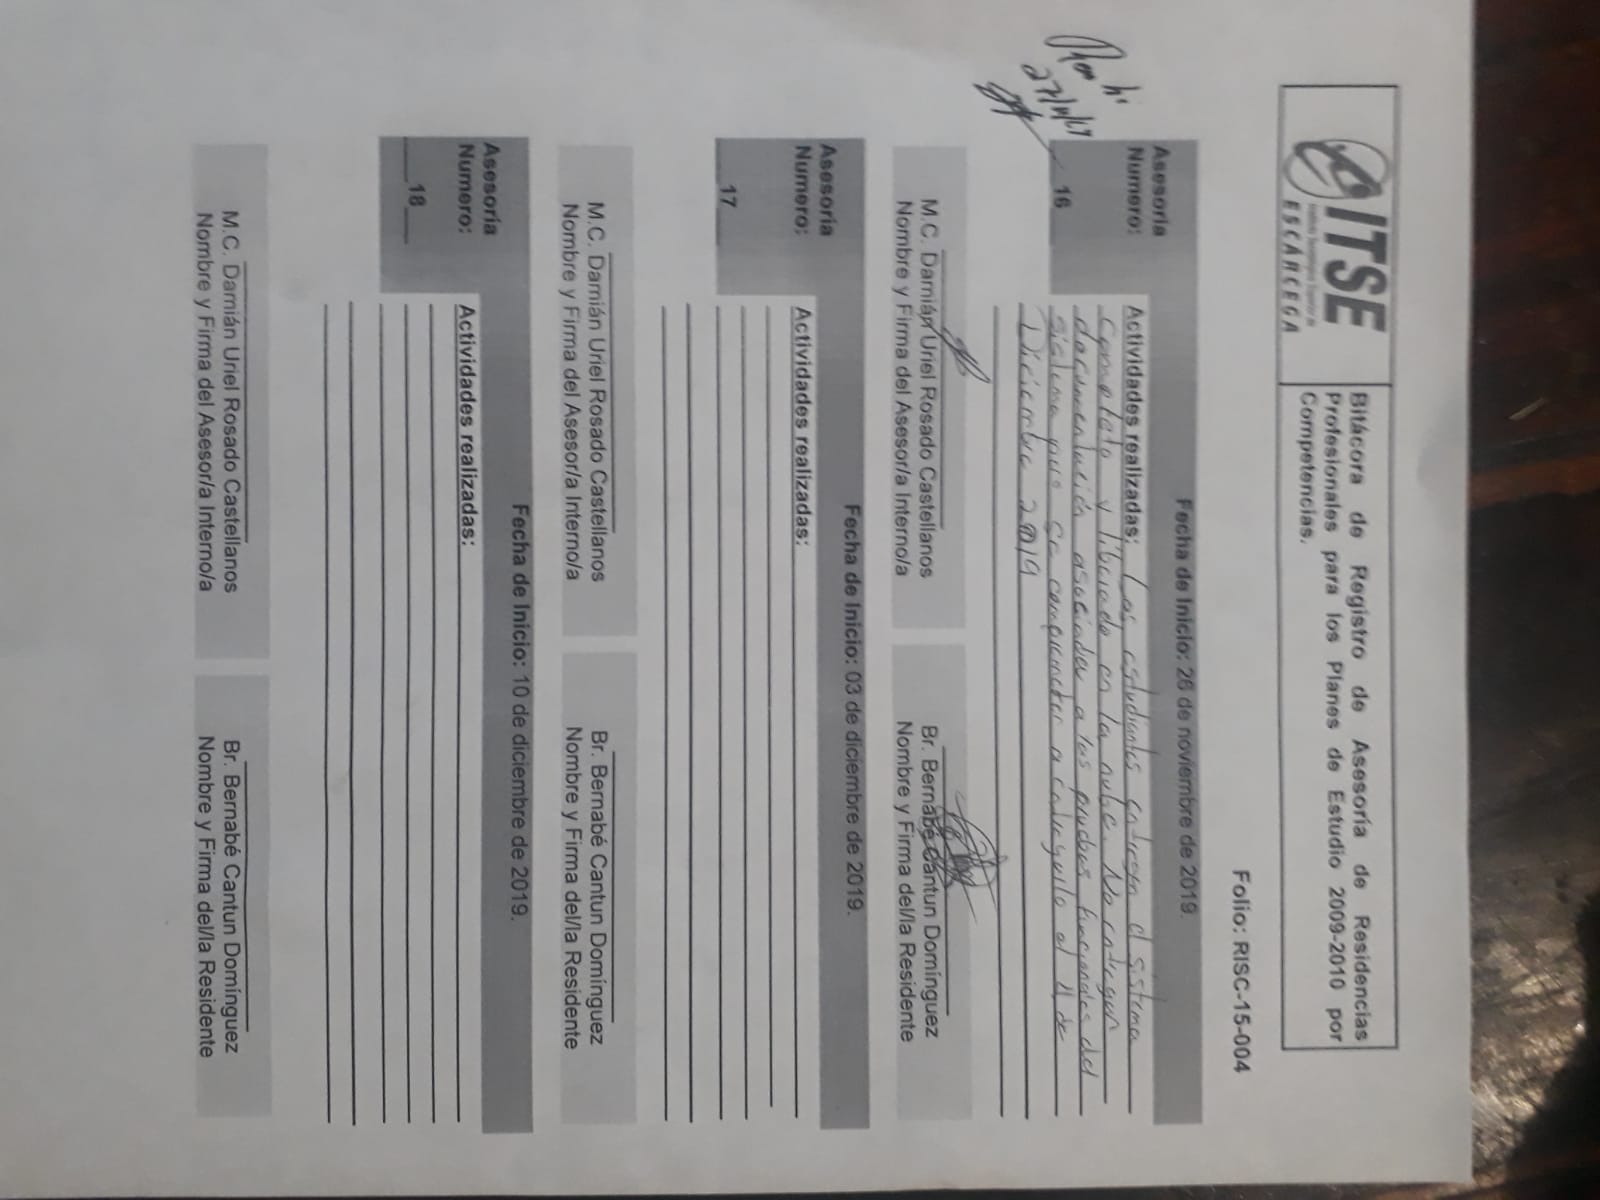 ITSE
ESCÁRCEGA
Bitácora de Registro de Asesoría de Residencias
Profesionales para los Planes de Estudio 2009-2010 por
Competencias.
Folio: RISC-15-004
Asesoría
Numero:
16
Fecha de Inicio: 26 de noviembre de 2019.
Actividades realizadas: Los estudiantes entregan el sistema
completo y liberado en la nube. No entregan
documentación asociada a las pruebas funcionales del
sistema que se comprometen a entregarlo el 11 de
Diciembre 2019
M.C. Damián Uriel Rosado Castellanos
Nombre y Firma del Asesor/a Interno/a
Br. Bernabé Cantun Domínguez
Nombre y Firma del/la Residente
Asesoría
Numero:
17
Fecha de Inicio: 03 de diciembre de 2019.
Actividades realizadas:
M.C. Damián Uriel Rosado Castellanos
Nombre y Firma del Asesor/a Interno/a
Br. Bernabé Cantun Domínguez
Nombre y Firma del/la Residente
Asesoría
Numero:
18
Fecha de Inicio: 10 de diciembre de 2019.
Actividades realizadas:
M.C. Damián Uriel Rosado Castellanos
Nombre y Firma del Asesor/a Interno/a
Br. Bernabé Cantun Domínguez
Nombre y Firma del/la Residente